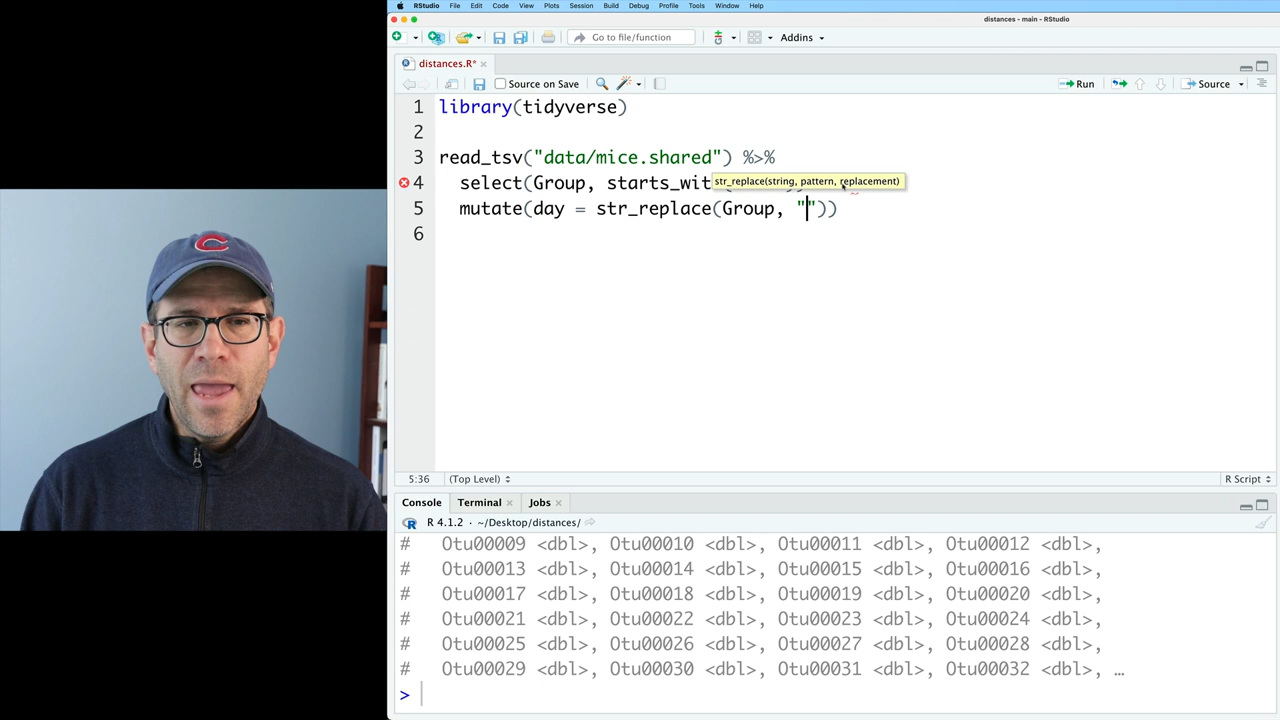 RStudio File Edit Code View Plots Session Build Debug Profile Tools Window Help
distances - main - RStudio
Go to file/function Addins
distances.R*
Source on Save Run Source
1 library(tidyverse)
2
3 read_tsv("data/mice.shared") %>%
str_replace(string, pattern, replacement)
4 select(Group, starts_wit
5 mutate(day = str_replace(Group, ""))
6
5:36 (Top Level) R Script
Console Terminal Jobs
R 4.1.2 · ~/Desktop/distances/
# Otu00009 <dbl>, Otu00010 <dbl>, Otu00011 <dbl>, Otu00012 <dbl>,
# Otu00013 <dbl>, Otu00014 <dbl>, Otu00015 <dbl>, Otu00016 <dbl>,
# Otu00017 <dbl>, Otu00018 <dbl>, Otu00019 <dbl>, Otu00020 <dbl>,
# Otu00021 <dbl>, Otu00022 <dbl>, Otu00023 <dbl>, Otu00024 <dbl>,
# Otu00025 <dbl>, Otu00026 <dbl>, Otu00027 <dbl>, Otu00028 <dbl>,
# Otu00029 <dbl>, Otu00030 <dbl>, Otu00031 <dbl>, Otu00032 <dbl>, …
>
C